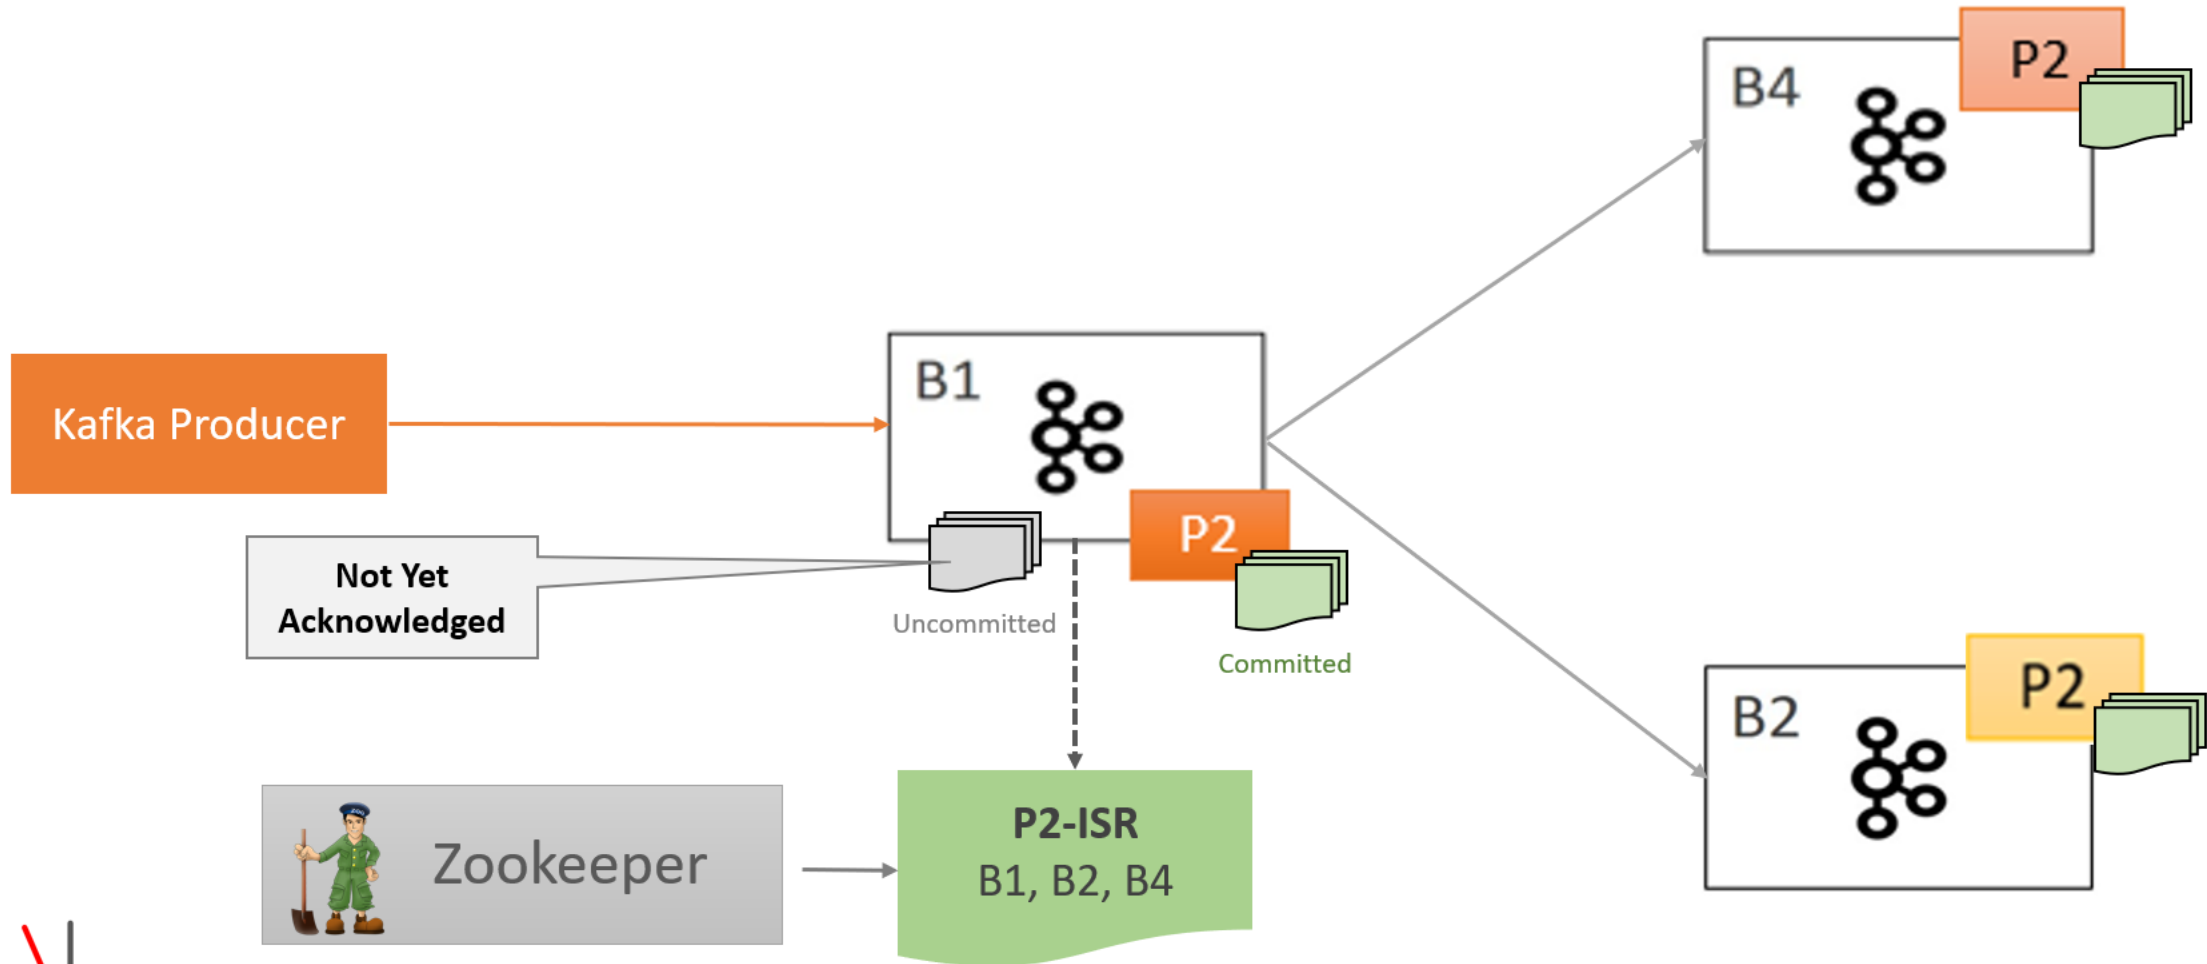 P2
B4
B1
Kafka Producer
P2
Not Yet
Acknowledged
Uncommitted
Committed
P2
B2
P2-ISR
B1, B2, B4
Zookeeper